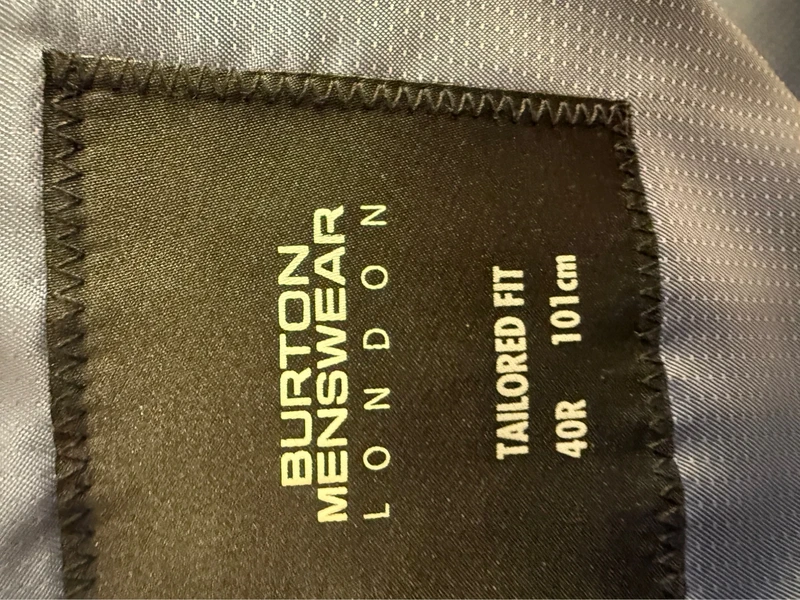 BURTON
MENSWEAR
LONDON
TAILORED FIT
40R 101cm